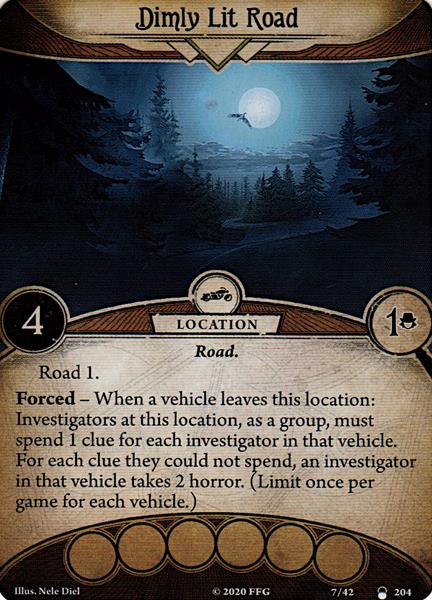 Dimly Lit Road
4
1
LOCATION
Road.
Road 1.
Forced – When a vehicle leaves this location:
Investigators at this location, as a group, must
spend 1 clue for each investigator in that vehicle.
For each clue they could not spend, an investigator
in that vehicle takes 2 horror. (Limit once per
game for each vehicle.)
Illus. Nele Diel © 2020 FFG 7/42 204